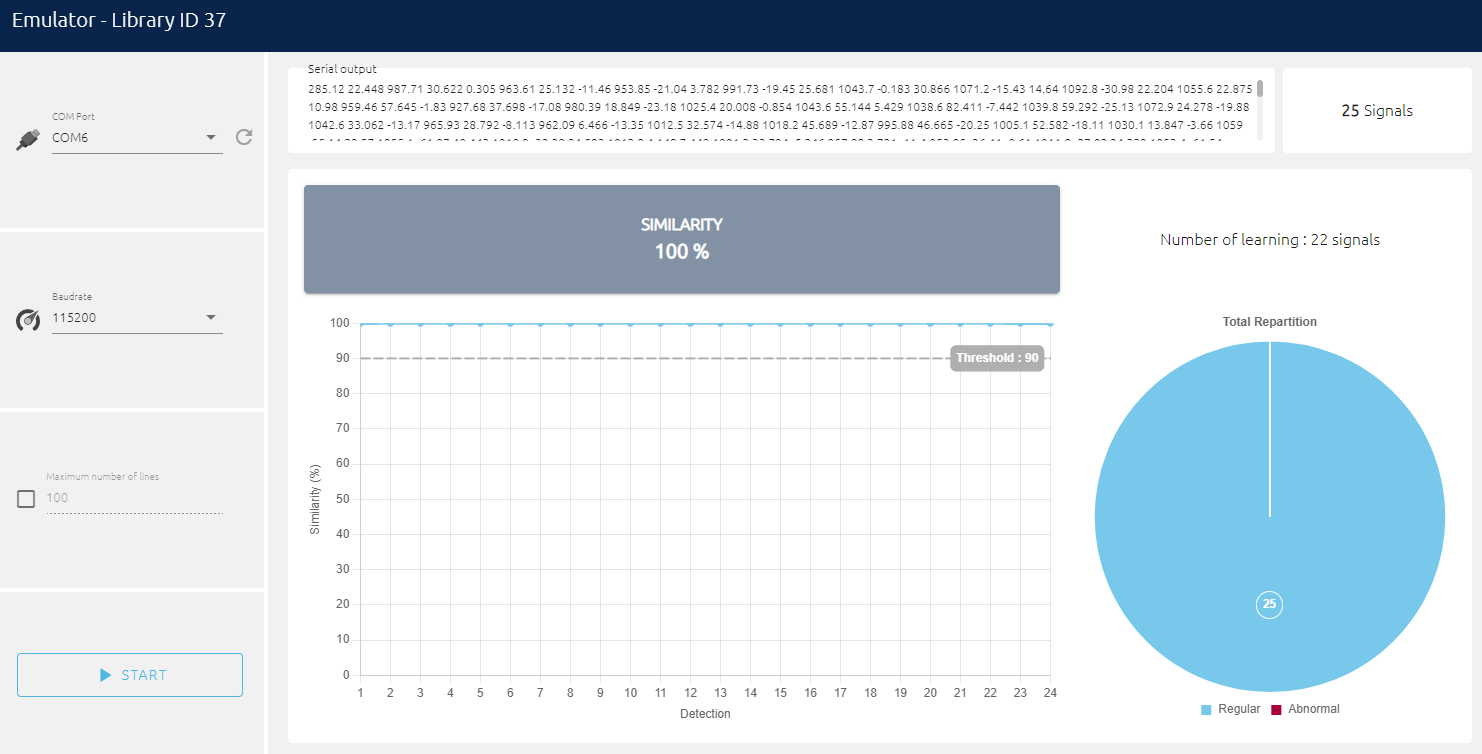 Emulator - Library ID 37
COM Port
COM6
Baudrate
115200
Maximum number of lines
100
START
Serial output
285.12 22.448 987.71 30.622 0.305 963.61 25.132 -11.46 953.85 -21.04 3.782 991.73 -19.45 25.681 1043.7 -0.183 30.866 1071.2 -15.43 14.64 1092.8 -30.98 22.204 1055.6 22.875
10.98 959.46 57.645 -1.83 927.68 37.698 -17.08 980.39 18.849 -23.18 1025.4 20.008 -0.854 1043.6 55.144 5.429 1038.6 82.411 -7.442 1039.8 59.292 -25.13 1072.9 24.278 -19.88
1042.6 33.062 -13.17 965.93 28.792 -8.113 962.09 6.466 -13.35 1012.5 32.574 -14.88 1018.2 45.689 -12.87 995.88 46.665 -20.25 1005.1 52.582 -18.11 1030.1 13.847 -3.66 1059
25 Signals
SIMILARITY
100 %
Number of learning : 22 signals
100
90
80
70
60
50
40
30
20
10
0
Threshold : 90
Similarity (%)
1 2 3 4 5 6 7 8 9 10 11 12 13 14 15 16 17 18 19 20 21 22 23 24
Detection
Total Repartition
25
Regular Abnormal